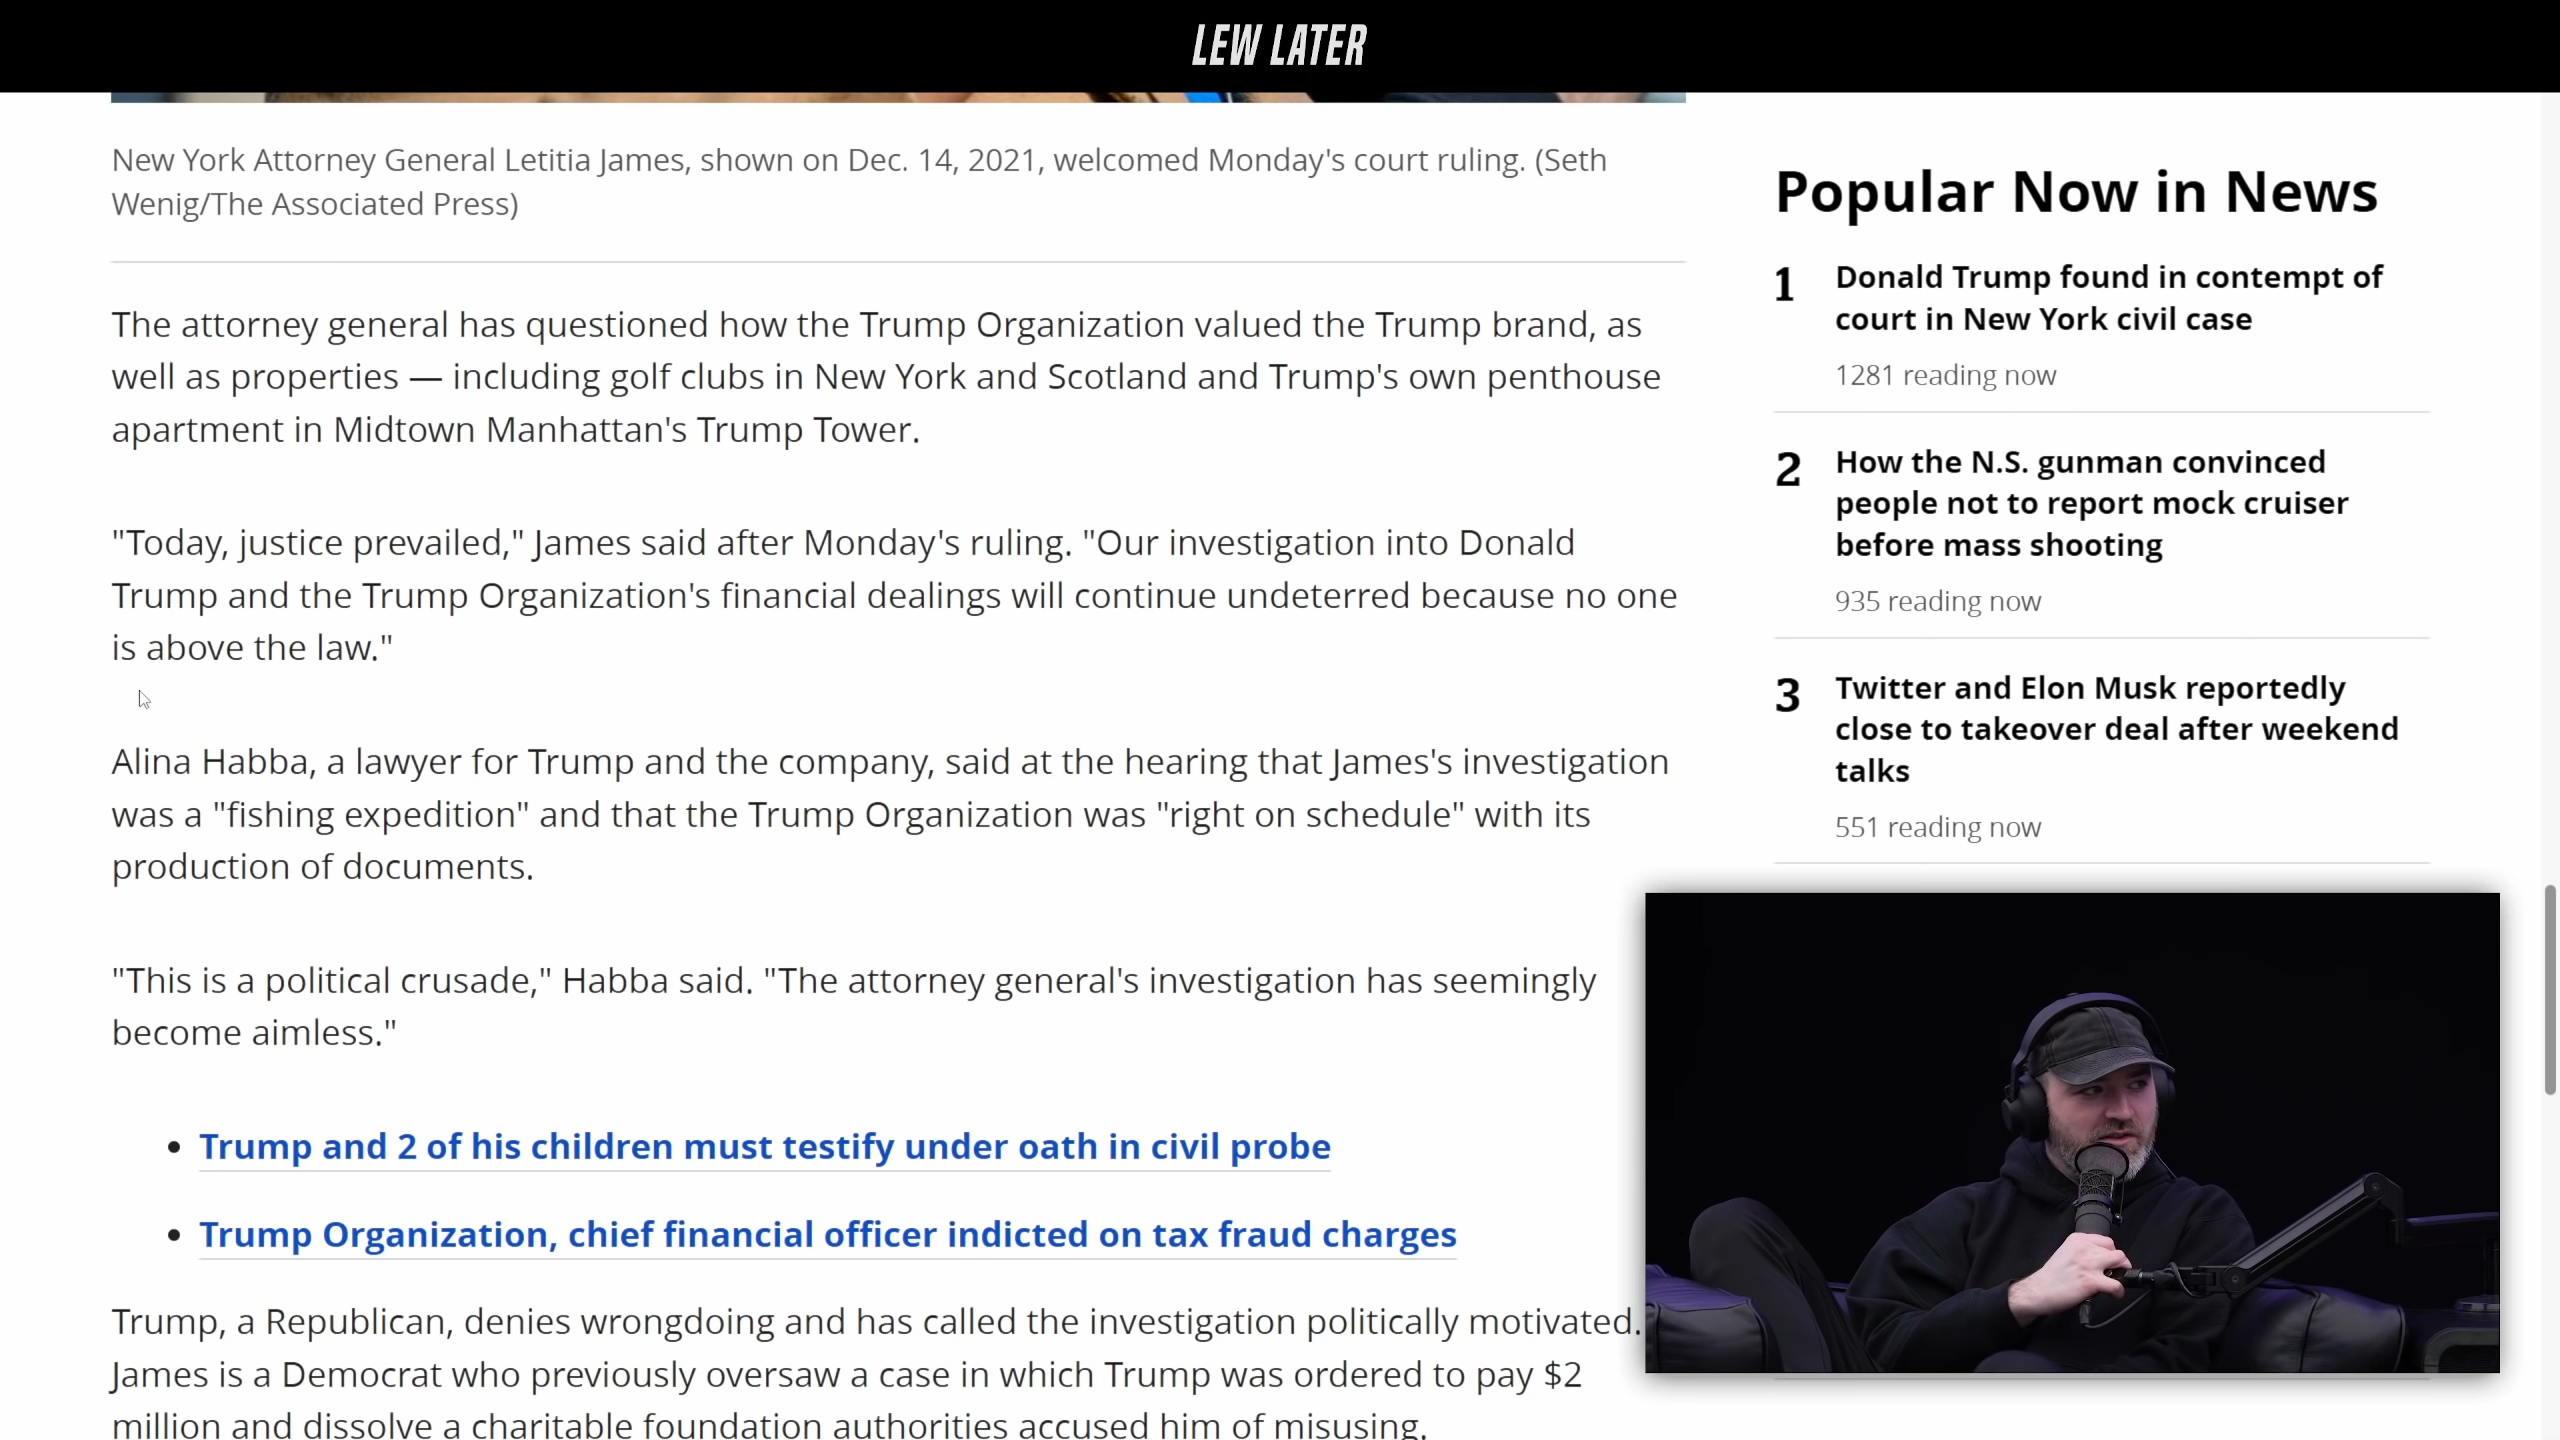 LEW LATER
New York Attorney General Letitia James, shown on Dec. 14, 2021, welcomed Monday's court ruling. (Seth
Wenig/The Associated Press)
The attorney general has questioned how the Trump Organization valued the Trump brand, as
well as properties — including golf clubs in New York and Scotland and Trump's own penthouse
apartment in Midtown Manhattan's Trump Tower.
"Today, justice prevailed," James said after Monday's ruling. "Our investigation into Donald
Trump and the Trump Organization's financial dealings will continue undeterred because no one
is above the law."
Alina Habba, a lawyer for Trump and the company, said at the hearing that James's investigation
was a "fishing expedition" and that the Trump Organization was "right on schedule" with its
production of documents.
"This is a political crusade," Habba said. "The attorney general's investigation has seemingly
become aimless."
• Trump and 2 of his children must testify under oath in civil probe
• Trump Organization, chief financial officer indicted on tax fraud charges
Trump, a Republican, denies wrongdoing and has called the investigation politically motivated.
James is a Democrat who previously oversaw a case in which Trump was ordered to pay $2
million and dissolve a charitable foundation authorities accused him of misusing.
Popular Now in News
1 Donald Trump found in contempt of
court in New York civil case
1281 reading now
2 How the N.S. gunman convinced
people not to report mock cruiser
before mass shooting
935 reading now
3 Twitter and Elon Musk reportedly
close to takeover deal after weekend
talks
551 reading now